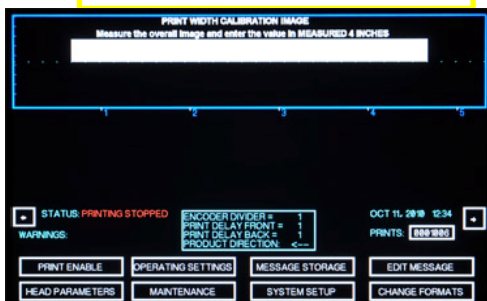 PRINT WIDTH CALIBRATION IMAGE
Measure the overall image and enter the value in MEASURED 4 INCHES
1 2 3 4 5
STATUS: PRINTING STOPPED
WARNINGS:
ENCODER DIVIDER = 1
PRINT DELAY FRONT = 1
PRINT DELAY BACK = 1
PRODUCT DIRECTION: <--
OCT 11, 2010 12:34
PRINTS: 0001006
PRINT ENABLE OPERATING SETTINGS MESSAGE STORAGE EDIT MESSAGE
HEAD PARAMETERS MAINTENANCE SYSTEM SETUP CHANGE FORMATS